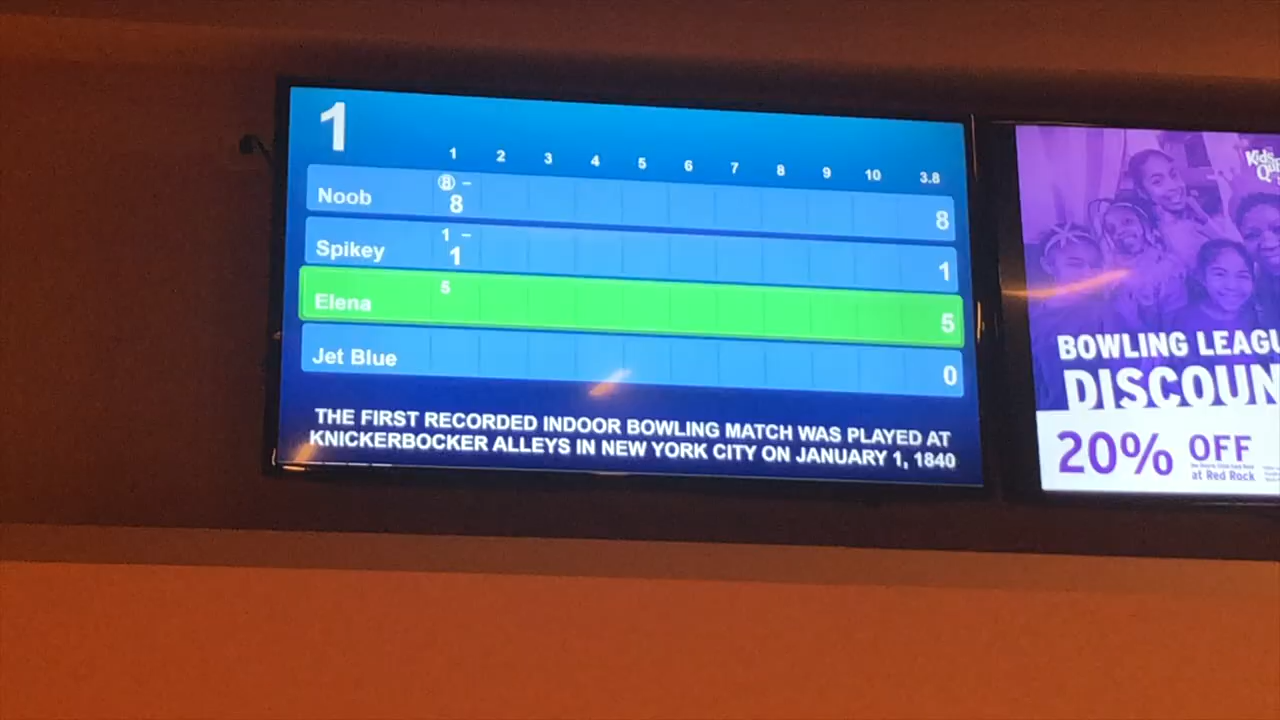 1
1 2 3 4 5 6 7 8 9 10 3.8
Noob 8 - 8 8
Spikey 1 - 1 1
Elena 5 5
Jet Blue 0
THE FIRST RECORDED INDOOR BOWLING MATCH WAS PLAYED AT
KNICKERBOCKER ALLEYS IN NEW YORK CITY ON JANUARY 1, 1840
Kids
BOWLING LEAGU
DISCOUN
20% OFF
at Red Rock